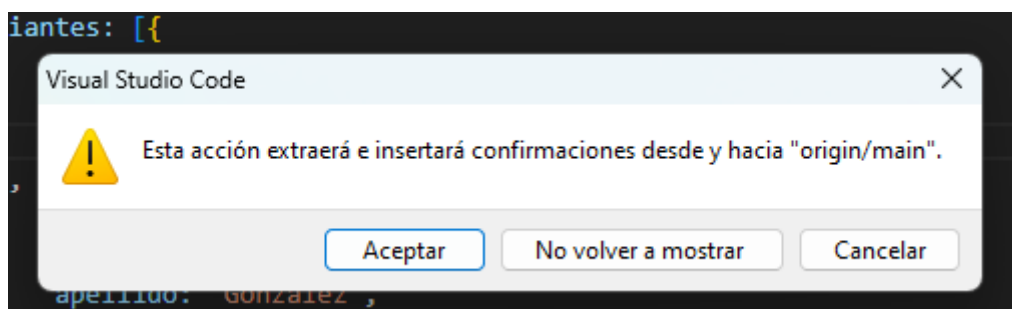 iantes: [{
Visual Studio Code
Esta acción extraerá e insertará confirmaciones desde y hacia "origin/main".
,
Aceptar No volver a mostrar Cancelar
apellido: "Gonzalez",